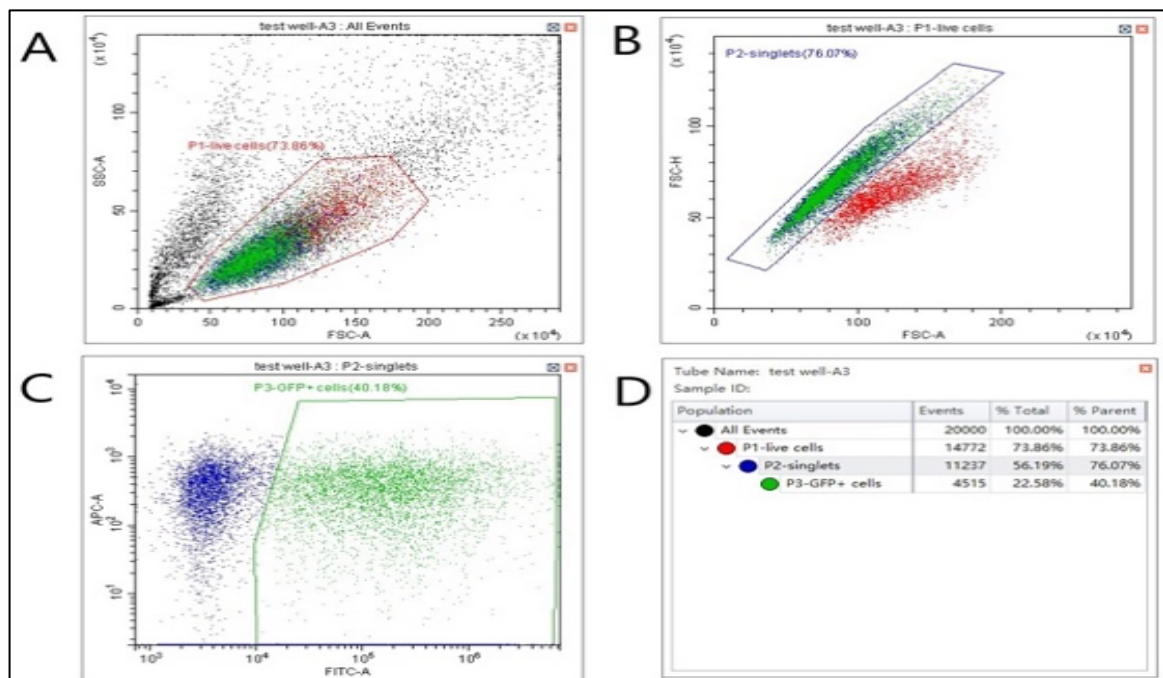 A
test well-A3 : All Events
(x 10⁴)
P1-live cells(73.86%)
SSC-A
100
50
0
0 50 100 150 200 250
FSC-A
(x 10⁴)
B
test well-A3 : P1-live cells
(x 10⁴)
P2-singlets(76.07%)
FSC-H
100
50
0
0 100 200
FSC-A
(x 10⁴)
C
test well-A3 : P2-singlets
P3-GFP+ cells(40.18%)
APC-A
10⁴
10³
10²
10¹
10³ 10⁴ 10⁵ 10⁶
FITC-A
D
Tube Name: test well-A3
Sample ID:
Population Events % Total % Parent
All Events 20000 100.00% 100.00%
P1-live cells 14772 73.86% 73.86%
P2-singlets 11237 56.19% 76.07%
P3-GFP+ cells 4515 22.58% 40.18%